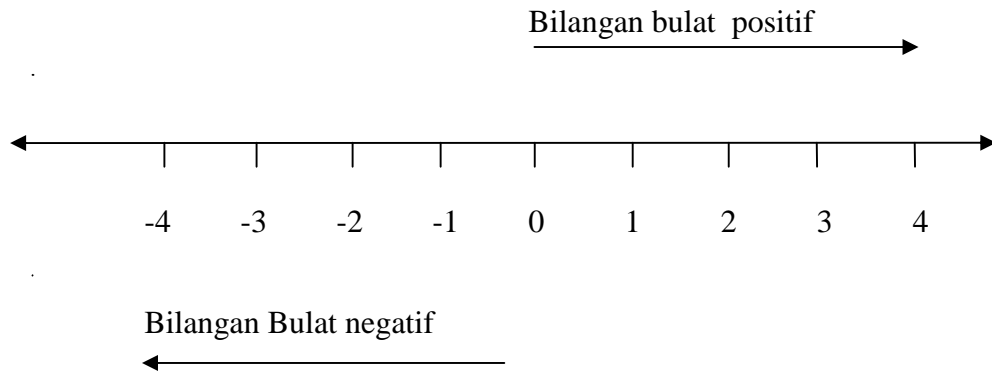 Bilangan bulat  positif
-4 -3 -2 -1 0 1 2 3 4
Bilangan Bulat negatif